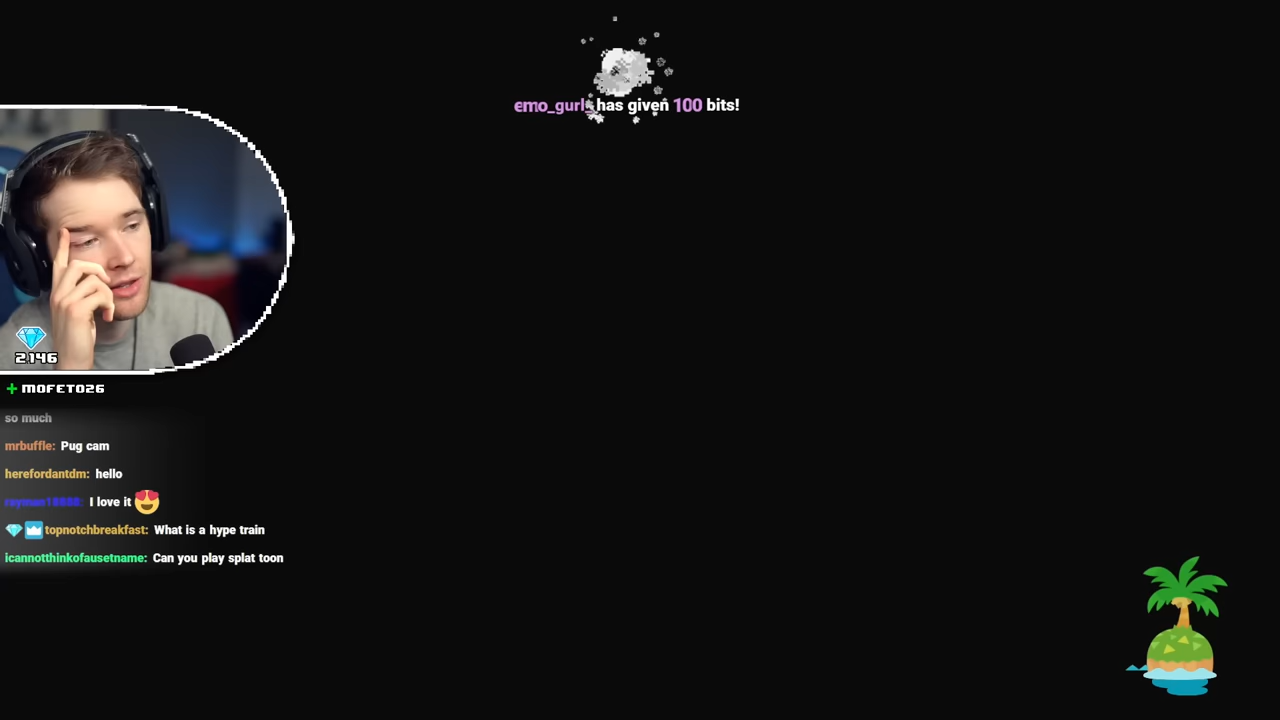 emo_gurl_ has given 100 bits!
2146
+ MOFETO26
so much
mrbuffle: Pug cam
herefordantdm: hello
I love it
topnotchbreakfast: What is a hype train
icannotthinkofausetname: Can you play splat toon